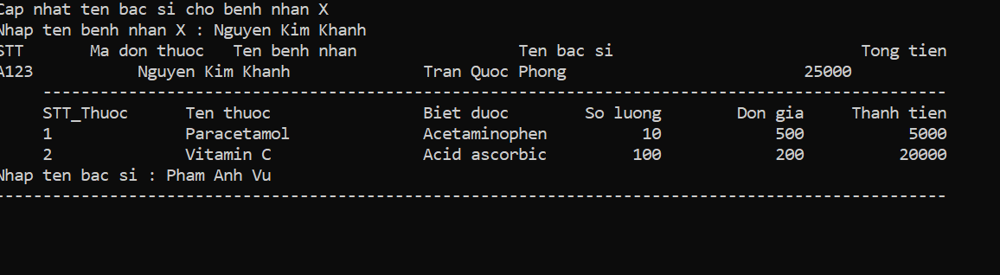 Cap nhat ten bac si cho benh nhan X
Nhap ten benh nhan X : Nguyen Kim Khanh
STT Ma don thuoc Ten benh nhan Ten bac si Tong tien
A123 Nguyen Kim Khanh Tran Quoc Phong 25000
----------------------------------------------------------------------------------------------
STT_Thuoc Ten thuoc Biet duoc So luong Don gia Thanh tien
1 Paracetamol Acetaminophen 10 500 5000
2 Vitamin C Acid ascorbic 100 200 20000
Nhap ten bac si : Pham Anh Vu
----------------------------------------------------------------------------------------------------